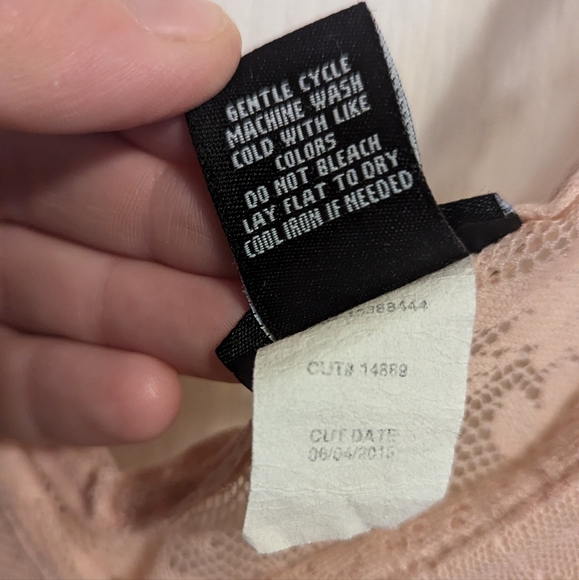 GENTLE CYCLE
MACHINE WASH
COLD WITH LIKE
COLORS
DO NOT BLEACH
LAY FLAT TO DRY
COOL IRON IF NEEDED
CUT# 14889
CUT DATE
06/04/2015